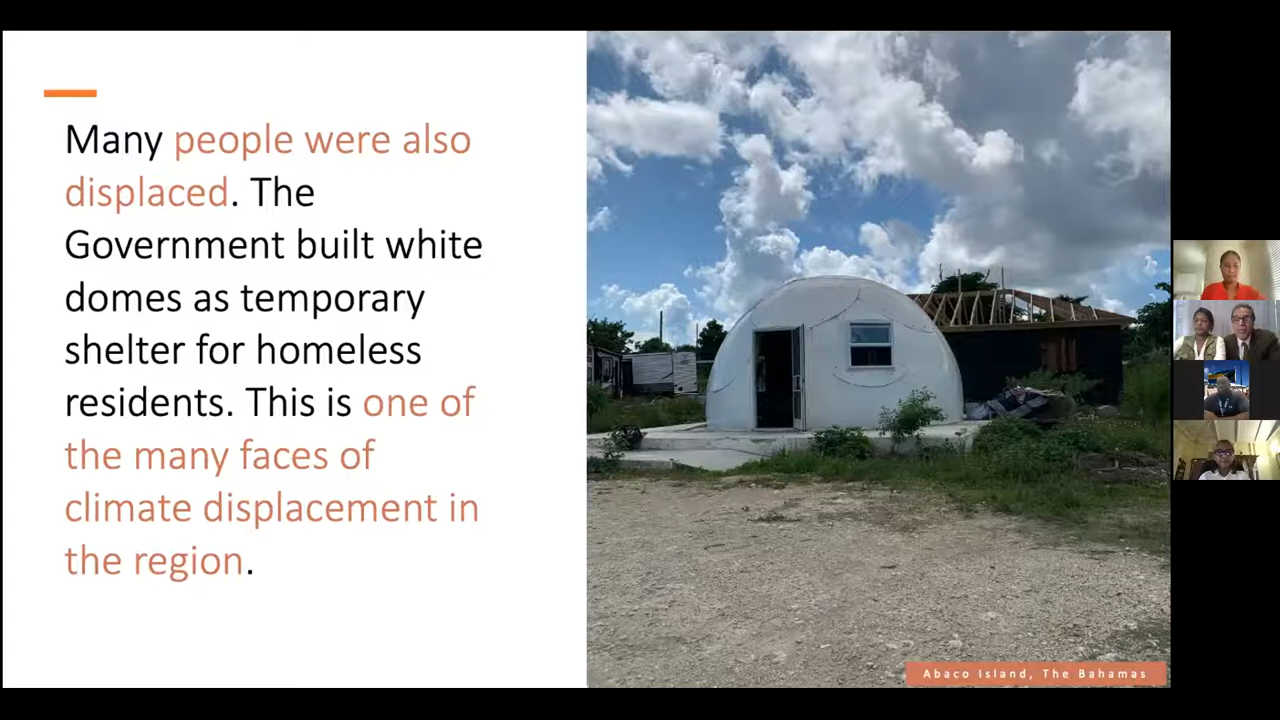 Many people were also
displaced. The
Government built white
domes as temporary
shelter for homeless
residents. This is one of
the many faces of
climate displacement in
the region.
Abaco Island, The Bahamas